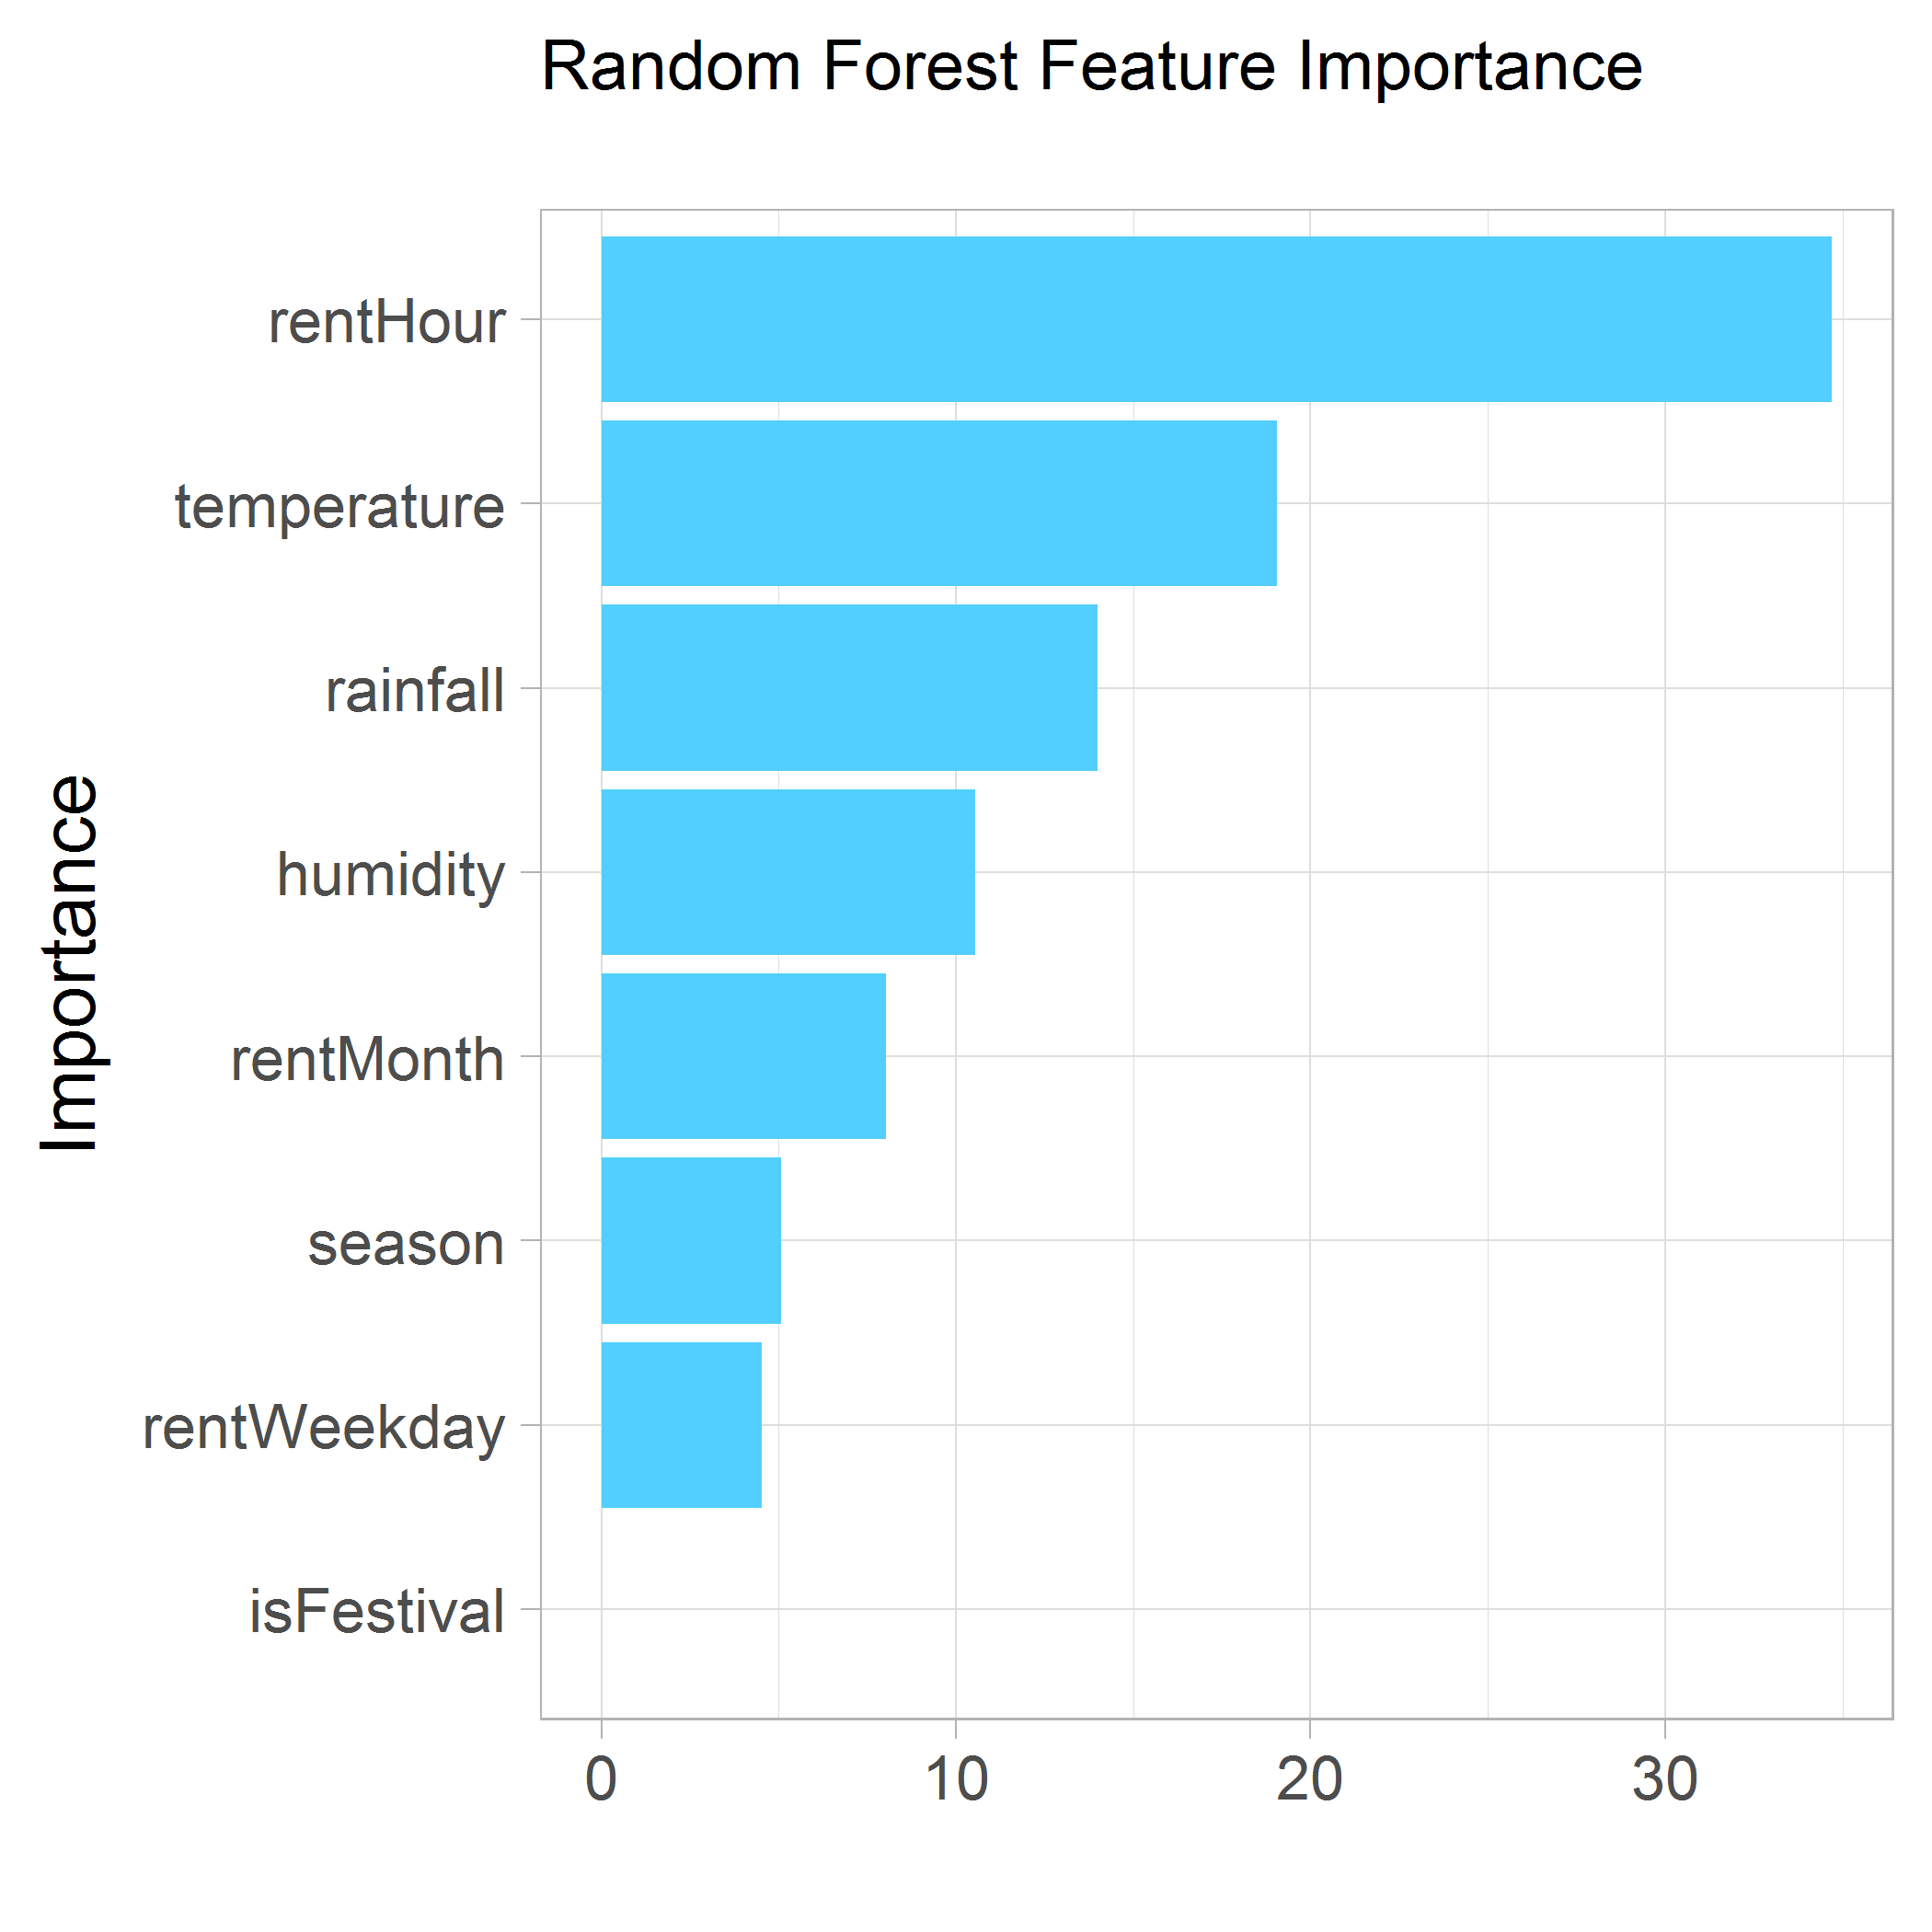 Random Forest Feature Importance
Importance
rentHour
temperature
rainfall
humidity
rentMonth
season
rentWeekday
isFestival
0 10 20 30